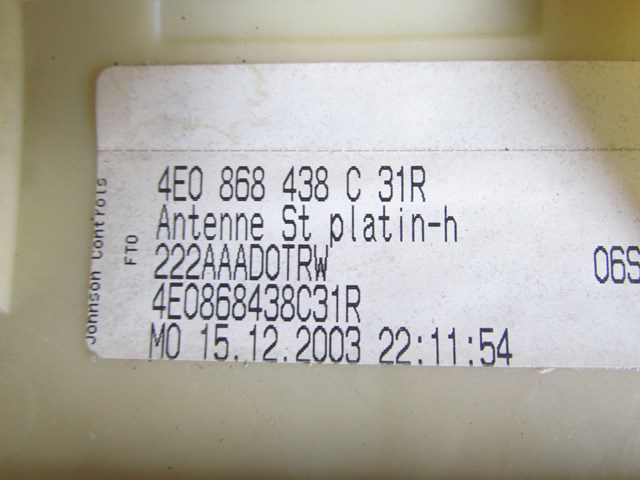 4E0 868 438 C 31R
Antenne St platin-h
222AAADOTRW 06S
4E0868438C31R
MO 15.12.2003 22:11:54
Johnson Controls
FTO